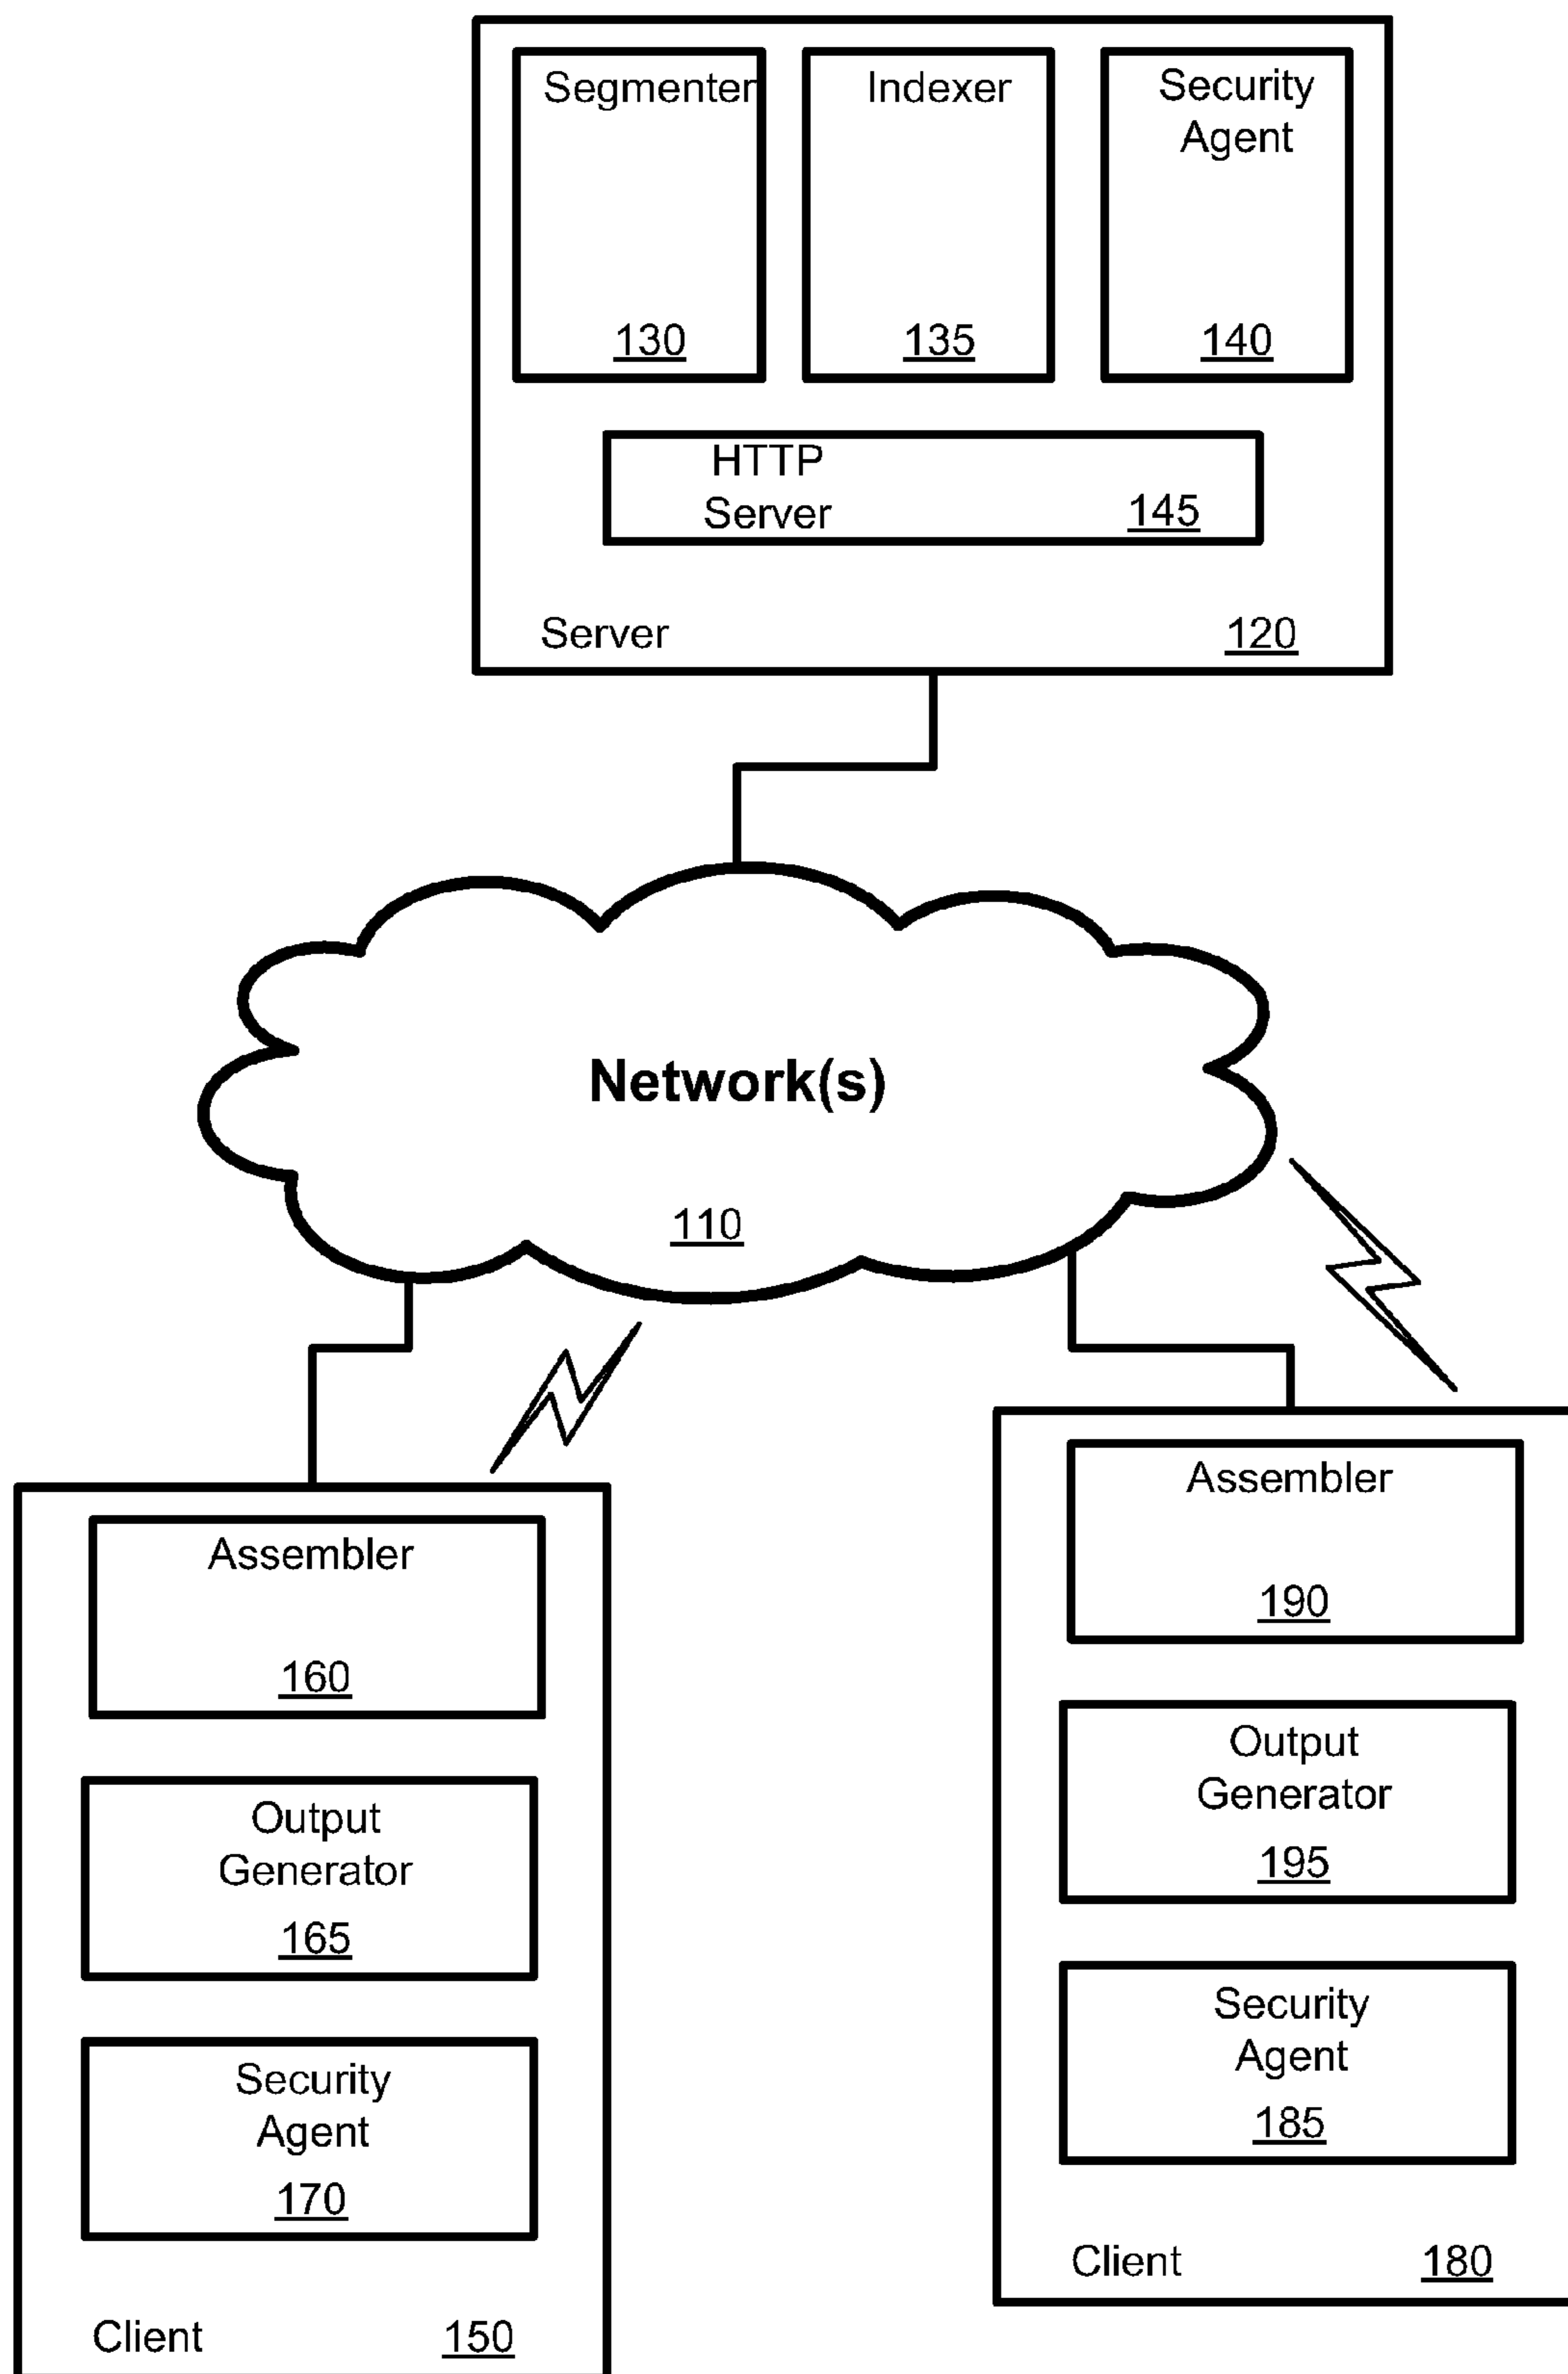 Segmenter
130
Indexer
135
Security
Agent
140
HTTP
Server
145
Server 120
Network(s)
110
Assembler
160
Output
Generator
165
Security
Agent
170
Client 150
Assembler
190
Output
Generator
195
Security
Agent
185
Client 180